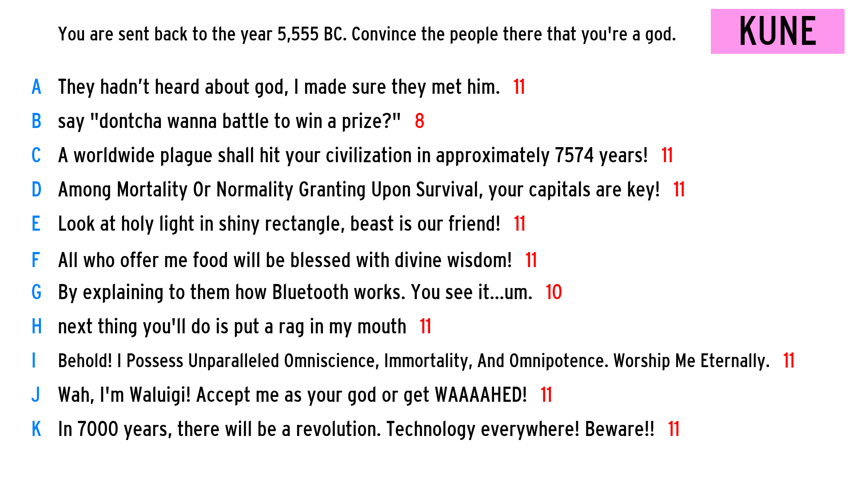 You are sent back to the year 5,555 BC. Convince the people there that you're a god.
KUNE
A They hadn’t heard about god, I made sure they met him. 11
B say "dontcha wanna battle to win a prize?" 8
C A worldwide plague shall hit your civilization in approximately 7574 years! 11
D Among Mortality Or Normality Granting Upon Survival, your capitals are key! 11
E Look at holy light in shiny rectangle, beast is our friend! 11
F All who offer me food will be blessed with divine wisdom! 11
G By explaining to them how Bluetooth works. You see it...um. 10
H next thing you'll do is put a rag in my mouth 11
I Behold! I Possess Unparalleled Omniscience, Immortality, And Omnipotence. Worship Me Eternally. 11
J Wah, I'm Waluigi! Accept me as your god or get WAAAAHED! 11
K In 7000 years, there will be a revolution. Technology everywhere! Beware!! 11